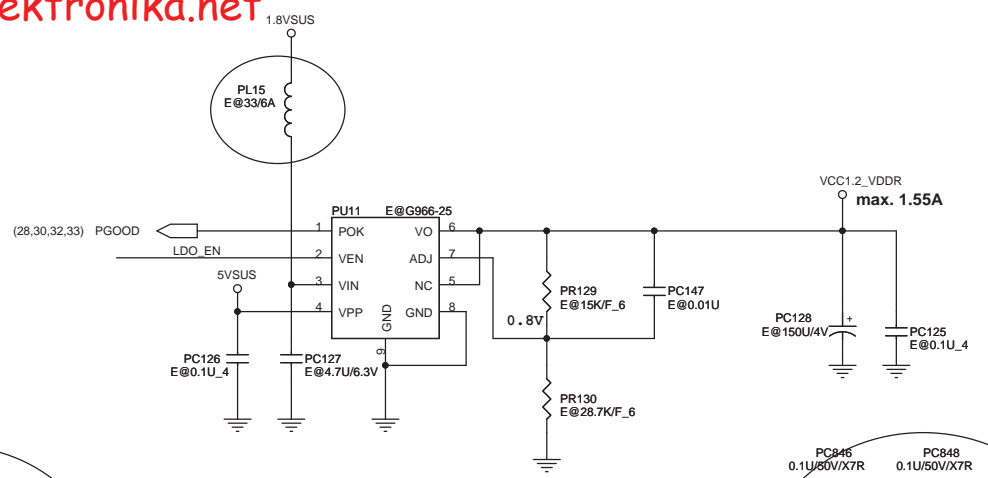 ektronika.net
1.8VSUS
PL15
E@33/6A
VCC1.2_VDDR
max. 1.55A
PU11 E@G966-25
(28,30,32,33) PGOOD
1 POK VO 6
LDO_EN
2 VEN ADJ 7
5VSUS
3 VIN NC 5
4 VPP GND GND 8
9
PR129
E@15K/F_6
PC147
E@0.01U
0.8V
PC128
E@150U/4V
+
PC125
E@0.1U_4
PC126
E@0.1U_4
PC127
E@4.7U/6.3V
PR130
E@28.7K/F_6
PC846
0.1U/50V/X7R
PC848
0.1U/50V/X7R